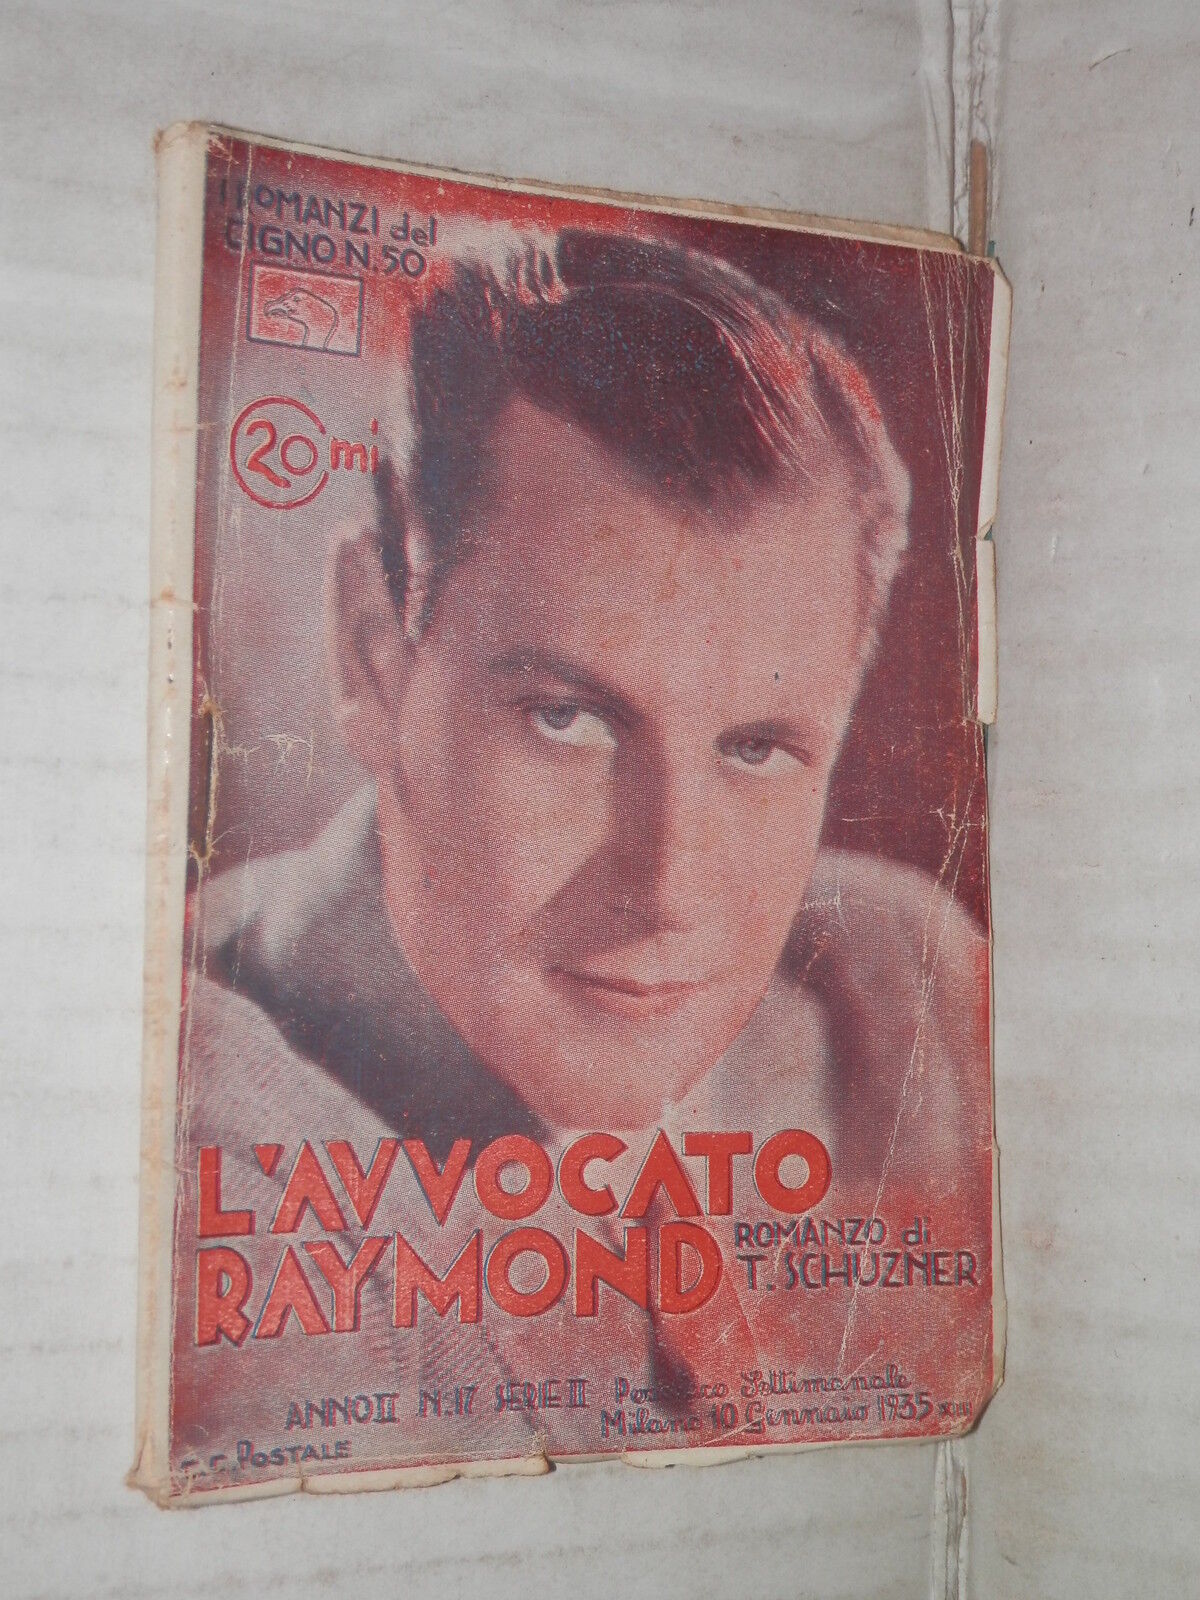 I ROMANZI del
CIGNO N.50
20 mi
L'AVVOCATO
RAYMOND
ROMANZO di
T. SCHUZNER
ANNO II N. 17 SERIE II
Periodico Settimanale
Milano 10 Gennaio 1935 XIII
C.C. POSTALE